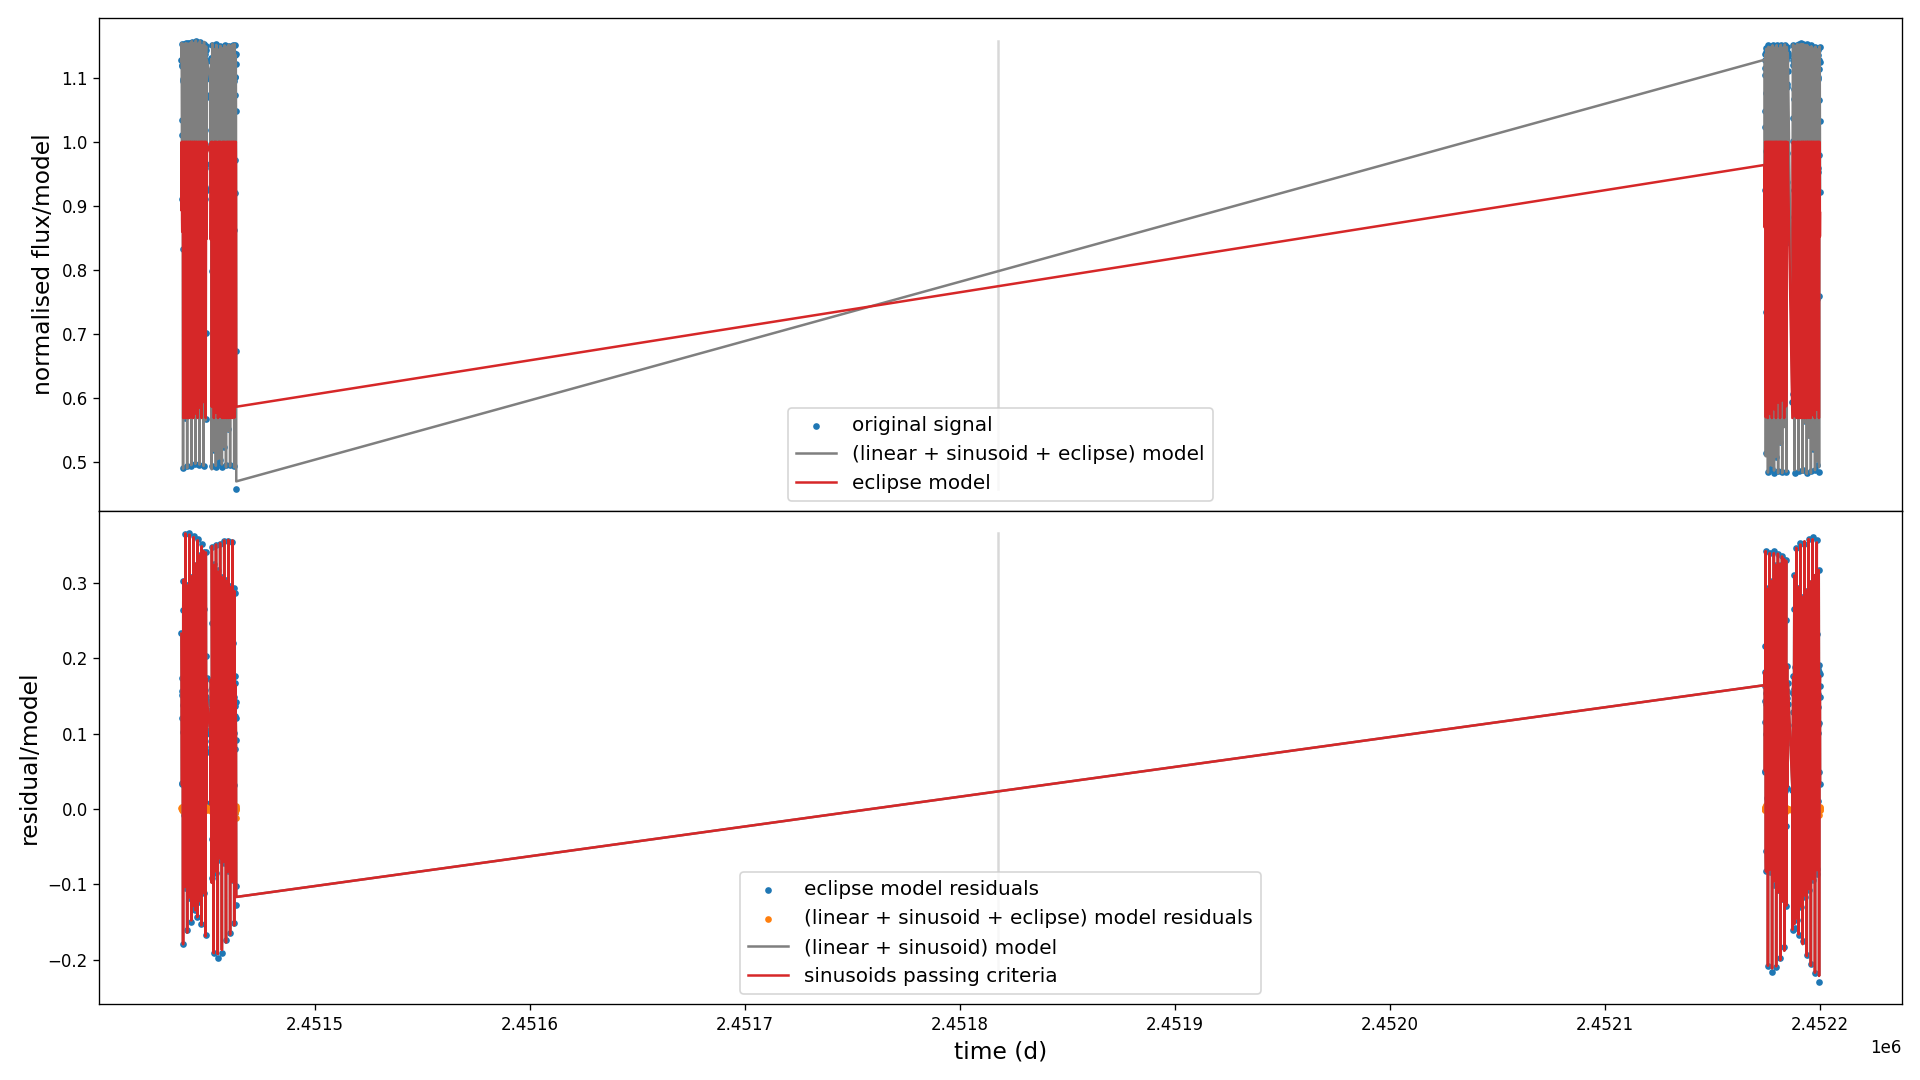 normalised flux/model
1.1
1.0
0.9
0.8
0.7
0.6
0.5
original signal
(linear + sinusoid + eclipse) model
eclipse model
residual/model
0.3
0.2
0.1
0.0
−0.1
−0.2
eclipse model residuals
(linear + sinusoid + eclipse) model residuals
(linear + sinusoid) model
sinusoids passing criteria
2.4515 2.4516 2.4517 2.4518 2.4519 2.4520 2.4521 2.4522
1e6
time (d)